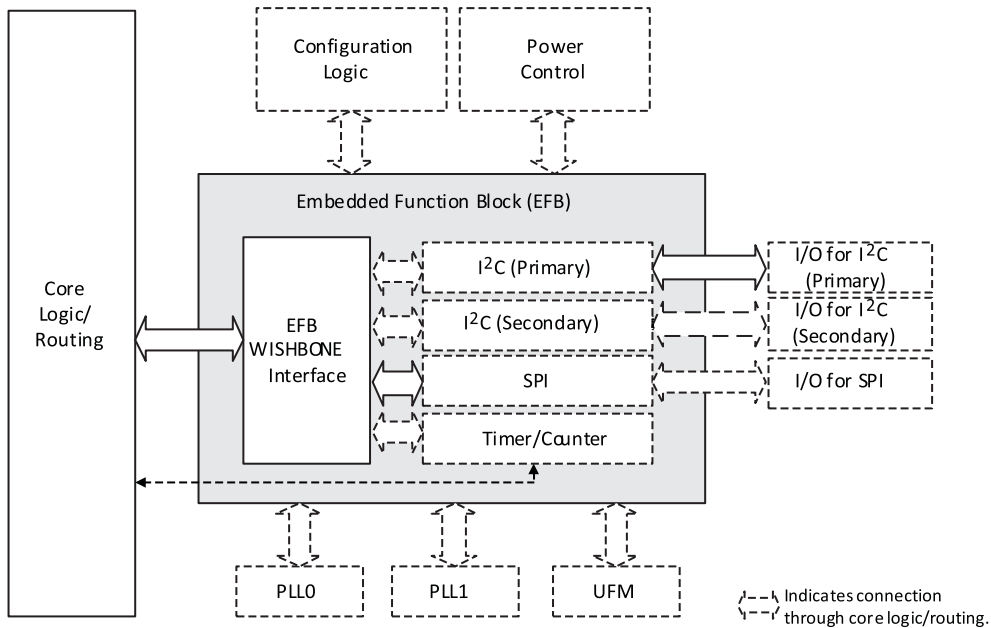 Configuration
Logic
Power
Control
Embedded Function Block (EFB)
Core
Logic/
Routing
EFB
WISHBONE
Interface
I²C (Primary)
I²C (Secondary)
SPI
Timer/Counter
I/O for I²C
(Primary)
I/O for I²C
(Secondary)
I/O for SPI
PLL0
PLL1
UFM
Indicates connection
through core logic/routing.